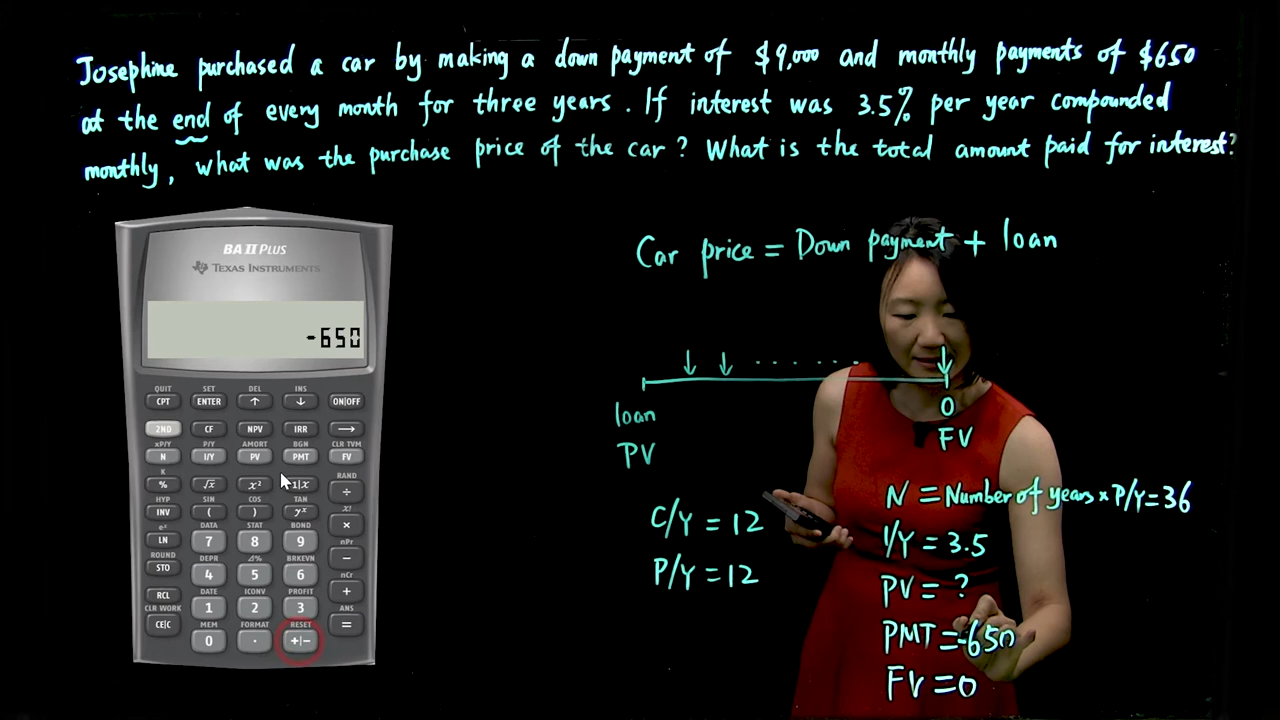 Josephine purchased a car by making a down payment of $9,000 and monthly payments of $650
at the end of every month for three years. If interest was 3.5% per year compounded
monthly, what was the purchase price of the car? What is the total amount paid for interest?
Car price = Down payment + loan
loan
PV
0
FV
C/Y = 12
P/Y = 12
N = Number of years × P/Y = 36
I/Y = 3.5
PV = ?
PMT = -650
FV = 0
BA II PLUS
TEXAS INSTRUMENTS
-650
QUIT SET DEL INS
CPT ENTER ↑ ↓ ON|OFF
2ND CF NPV IRR →
xP/Y P/Y AMORT BGN CLR TVM
N I/Y PV PMT FV
K RAND
% √x x² 1|x ÷
HYP SIN COS TAN x!
INV ( ) yˣ ×
eˣ DATA STAT BOND nPr
LN 7 8 9 −
ROUND DEPR Δ% BRKEVN nCr
STO 4 5 6 +
DATE ICONV PROFIT ANS
RCL 1 2 3 =
CLR WORK MEM FORMAT RESET
CE|C 0 . +|−